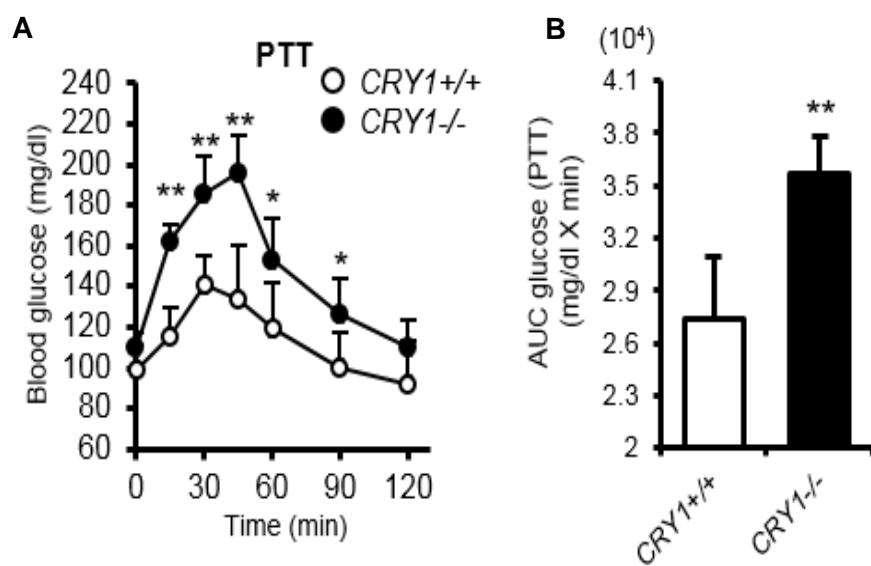 A
PTT
CRY1+/+
CRY1-/-
Blood glucose (mg/dl)
240
220
200
180
160
140
120
100
80
60
**
**
**
*
*
0 30 60 90 120
Time (min)
B
(10⁴)
AUC glucose (PTT)
(mg/dl X min)
4.1
3.8
3.5
3.2
2.9
2.6
2.3
2
**
CRY1+/+
CRY1-/-